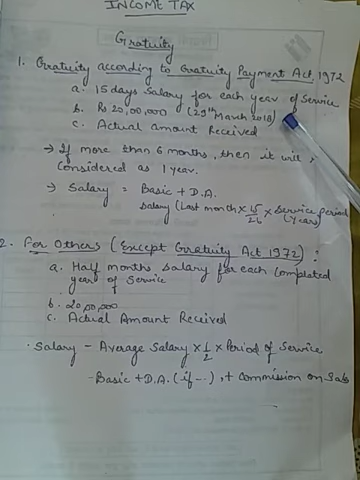 INCOME TAX
Gratuity
1. Gratuity according to Gratuity Payment Act, 1972
a. 15 days Salary for each year of Service
b. Rs 20,00,000 (29th March 2018)
c. Actual amount Received
→ If more than 6 months, then it will
considered as 1 year.
→ Salary = Basic + D.A.
Salary (Last month × 15/26 × Service period (Years)
2. For Others (Except Gratuity Act 1972) :
a. Half months salary for each completed
year of Service
b. 20,00,000
c. Actual Amount Received
· Salary - Average Salary × 1/2 × Period of Service
- Basic + D.A. (if --), + Commission on Sales